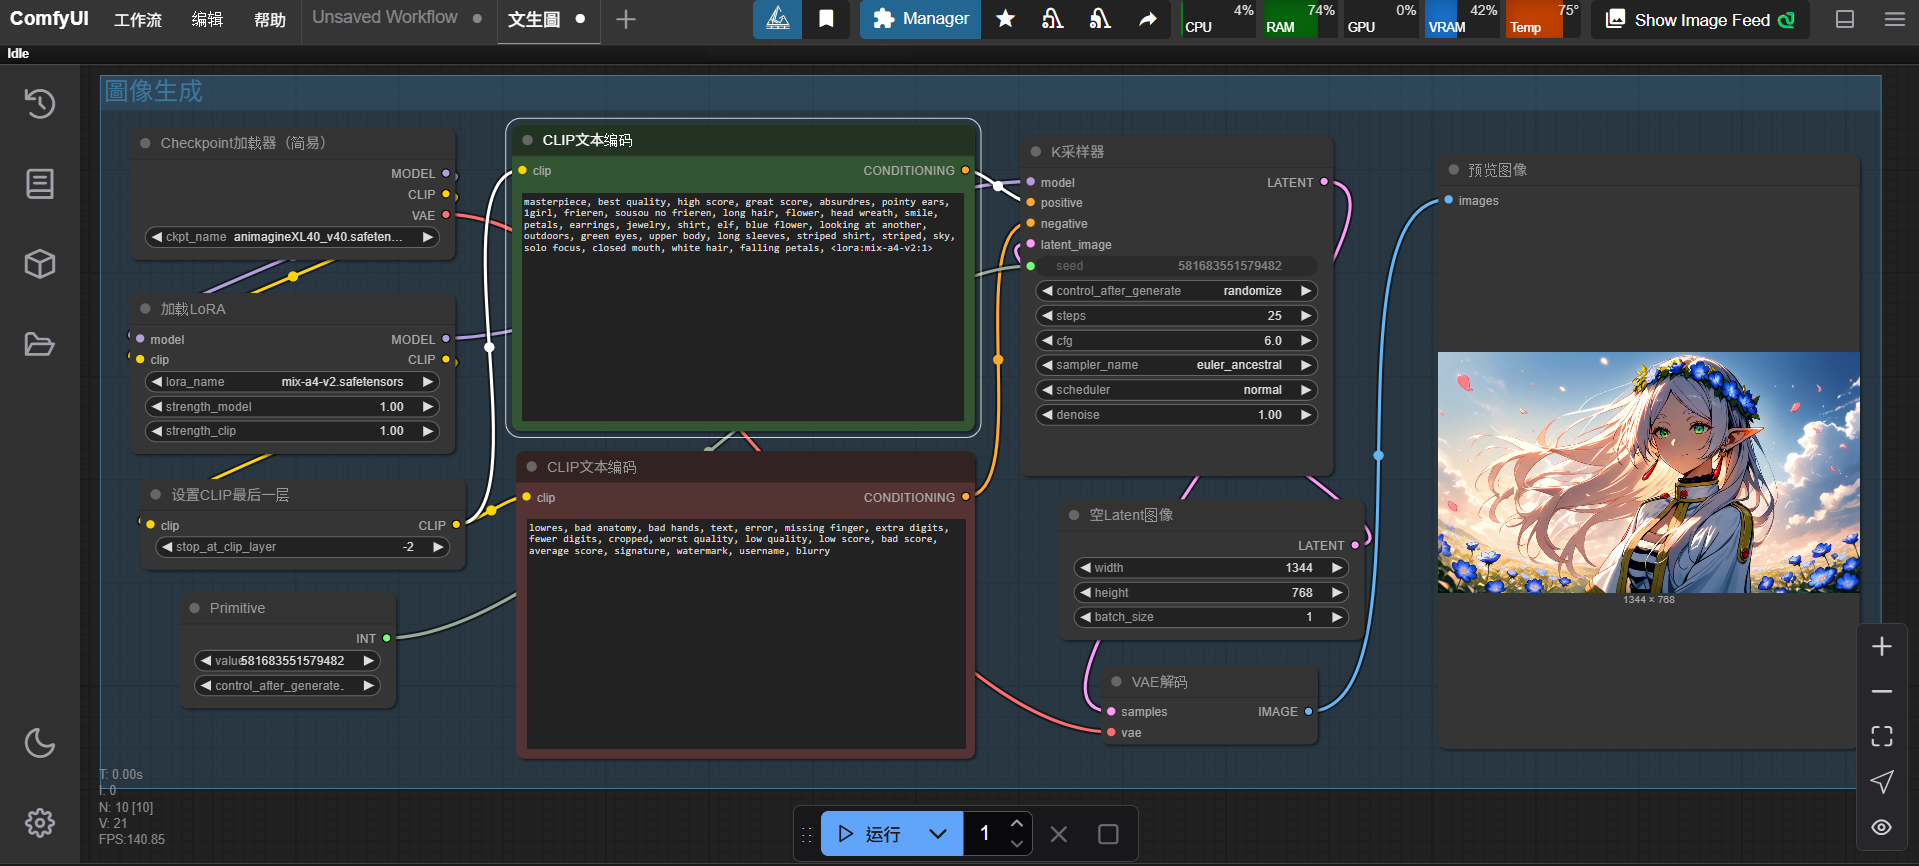 ComfyUI 工作流 编辑 帮助 Unsaved Workflow 文生圖 Manager CPU 4% RAM 74% GPU 0% VRAM 42% Temp 75° Show Image Feed
Idle
圖像生成
Checkpoint加载器（简易）
MODEL
CLIP
VAE
ckpt_name animagineXL40_v40.safeten...
加载LoRA
model MODEL
clip CLIP
lora_name mix-a4-v2.safetensors
strength_model 1.00
strength_clip 1.00
设置CLIP最后一层
clip CLIP
stop_at_clip_layer -2
Primitive
INT
value 581683551579482
control_after_generate.
CLIP文本编码
clip CONDITIONING
masterpiece, best quality, high score, great score, absurdres, pointy ears,
1girl, frieren, sousou no frieren, long hair, flower, head wreath, smile,
petals, earrings, jewelry, shirt, elf, blue flower, looking at another,
outdoors, green eyes, upper body, long sleeves, striped shirt, striped, sky,
solo focus, closed mouth, white hair, falling petals, <lora:mix-a4-v2:1>
CLIP文本编码
clip CONDITIONING
lowres, bad anatomy, bad hands, text, error, missing finger, extra digits,
fewer digits, cropped, worst quality, low quality, low score, bad score,
average score, signature, watermark, username, blurry
K采样器
model LATENT
positive
negative
latent_image
seed 581683551579482
control_after_generate randomize
steps 25
cfg 6.0
sampler_name euler_ancestral
scheduler normal
denoise 1.00
空Latent图像
LATENT
width 1344
height 768
batch_size 1
VAE解码
samples IMAGE
vae
预览图像
images
1344 × 768
T: 0.00s
I: 0
N: 10 [10]
V: 21
FPS:140.85
运行 1